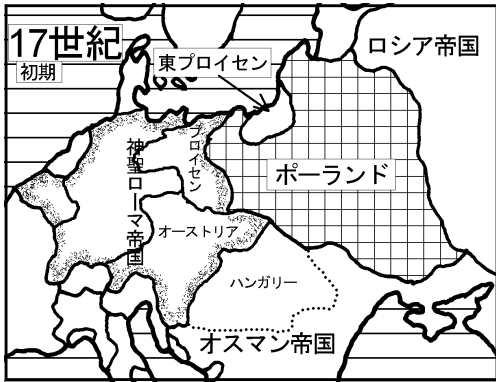 17世紀
初期
ロシア帝国
東プロイセン
プロイセン
神聖ローマ帝国
ポーランド
オーストリア
ハンガリー
オスマン帝国